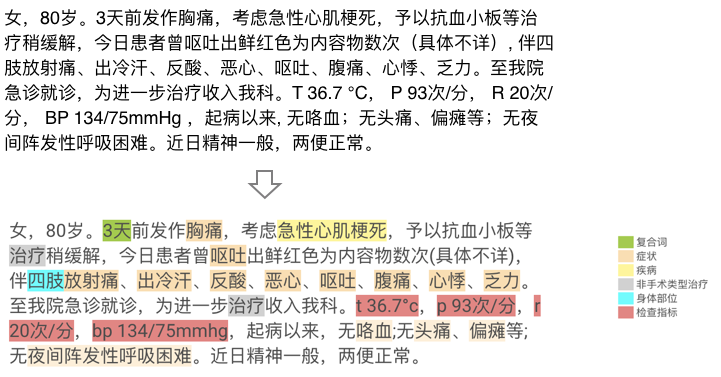 女，80岁。3天前发作胸痛，考虑急性心肌梗死，予以抗血小板等治
疗稍缓解，今日患者曾呕吐出鲜红色为内容物数次（具体不详）, 伴四
肢放射痛、出冷汗、反酸、恶心、呕吐、腹痛、心悸、乏力。至我院
急诊就诊，为进一步治疗收入我科。T 36.7 °C， P 93次/分， R 20次/
分， BP 134/75mmHg ，起病以来, 无咯血；无头痛、偏瘫等；无夜
间阵发性呼吸困难。近日精神一般，两便正常。
女，80岁。3天前发作胸痛，考虑急性心肌梗死，予以抗血小板等
治疗稍缓解，今日患者曾呕吐出鲜红色为内容物数次(具体不详)，
伴四肢放射痛、出冷汗、反酸、恶心、呕吐、腹痛、心悸、乏力。
至我院急诊就诊，为进一步治疗收入我科。t 36.7°c，p 93次/分，r
20次/分，bp 134/75mmhg，起病以来，无咯血;无头痛、偏瘫等;
无夜间阵发性呼吸困难。近日精神一般，两便正常。
复合词
症状
疾病
非手术类型治疗
身体部位
检查指标